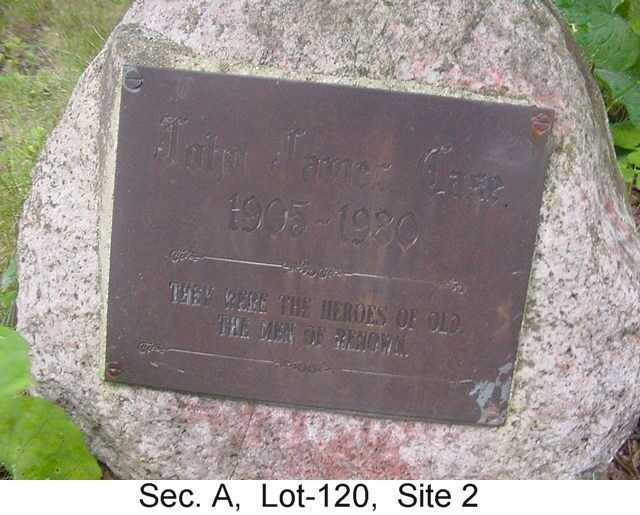 John James Case
1905-1980
THEY WERE THE HEROES OF OLD,
THE MEN OF RENOWN.
Sec. A, Lot-120, Site 2